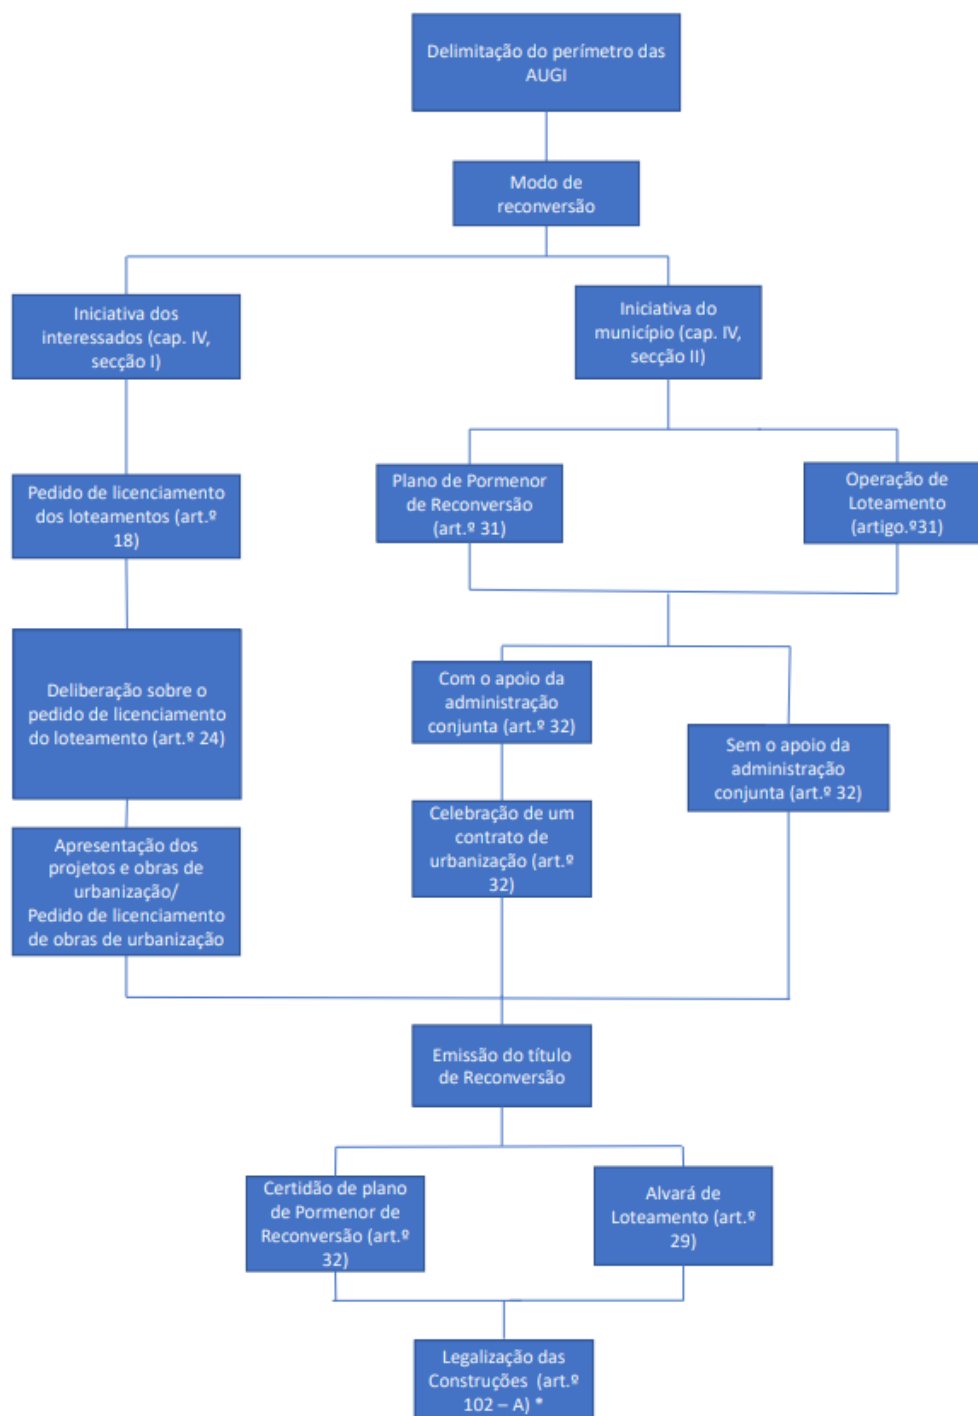 Delimitação do perímetro das
AUGI
Modo de
reconversão
Iniciativa dos
interessados (cap. IV,
secção I)
Iniciativa do
município (cap. IV,
secção II)
Pedido de licenciamento
dos loteamentos (art.º
18)
Plano de Pormenor
de Reconversão
(art.º 31)
Operação de
Loteamento
(artigo.º31)
Deliberação sobre o
pedido de licenciamento
do loteamento (art.º 24)
Com o apoio da
administração
conjunta (art.º 32)
Sem o apoio da
administração
conjunta (art.º 32)
Apresentação dos
projetos e obras de
urbanização/
Pedido de licenciamento
de obras de urbanização
Celebração de um
contrato de
urbanização (art.º
32)
Emissão do título
de Reconversão
Certidão de plano
de Pormenor de
Reconversão (art.º
32)
Alvará de
Loteamento (art.º
29)
Legalização das
Construções (art.º
102 – A) *